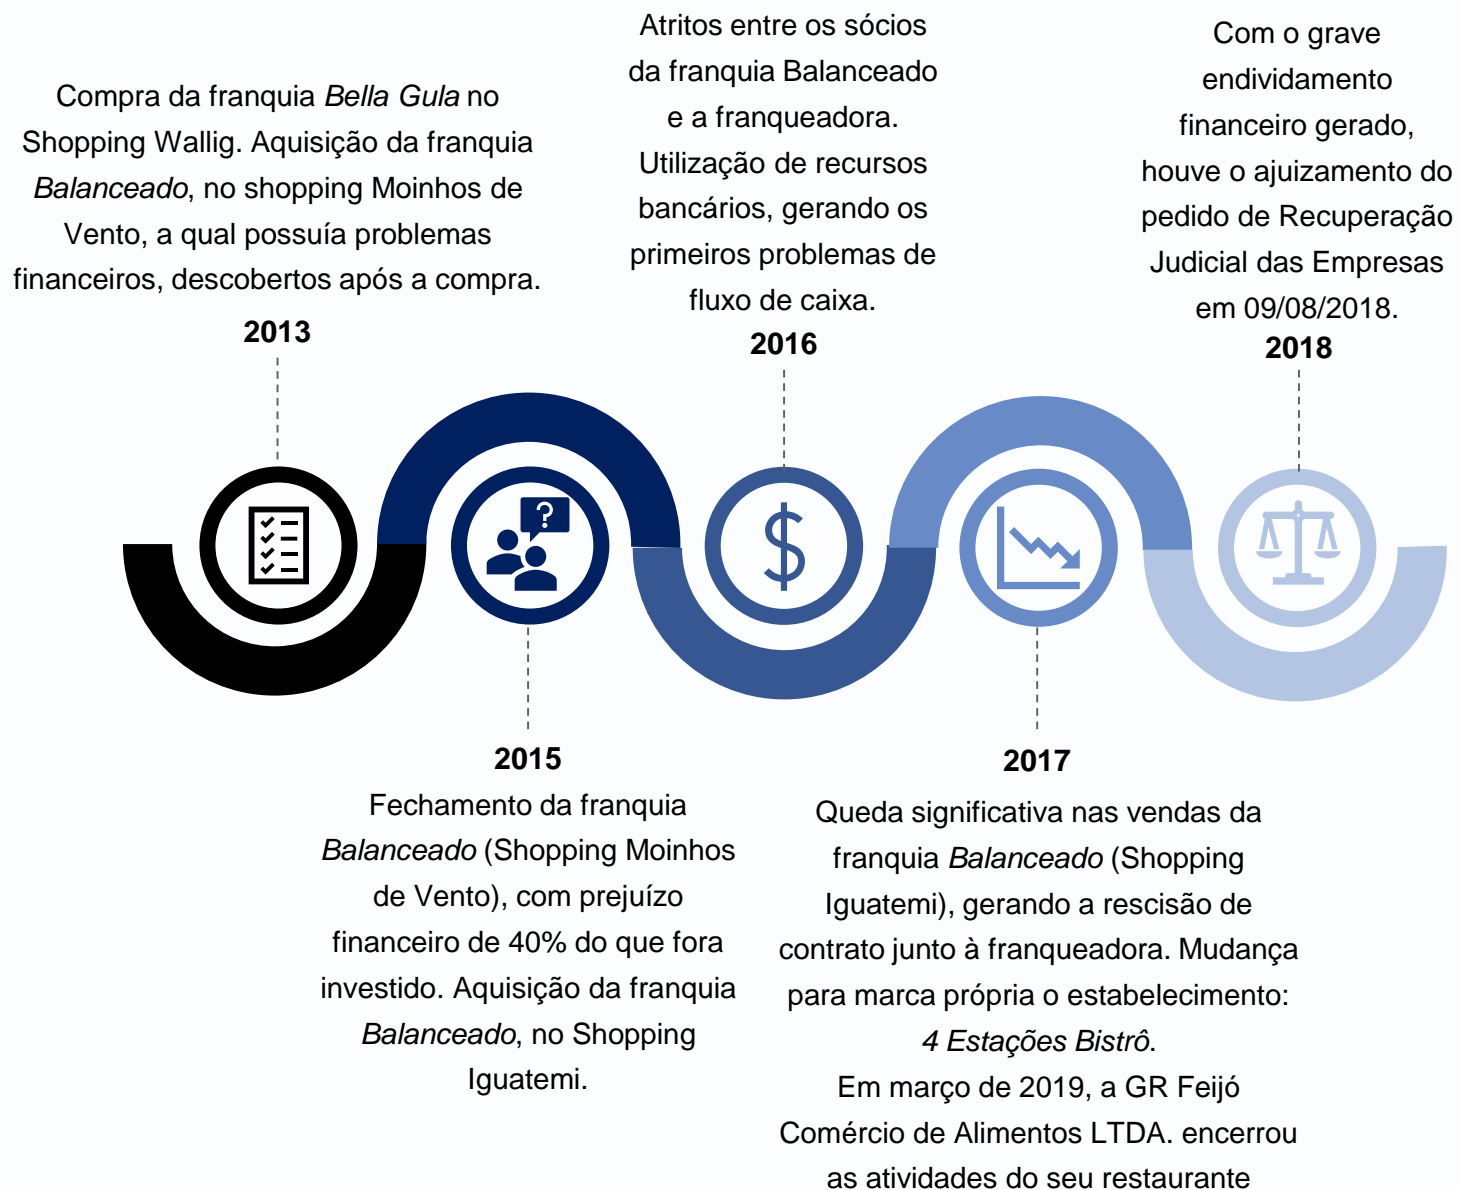 Compra da franquia Bella Gula no
Shopping Wallig. Aquisição da franquia
Balanceado, no shopping Moinhos de
Vento, a qual possuía problemas
financeiros, descobertos após a compra.
2013
2015
Fechamento da franquia
Balanceado (Shopping Moinhos
de Vento), com prejuízo
financeiro de 40% do que fora
investido. Aquisição da franquia
Balanceado, no Shopping
Iguatemi.
Atritos entre os sócios
da franquia Balanceado
e a franqueadora.
Utilização de recursos
bancários, gerando os
primeiros problemas de
fluxo de caixa.
2016
2017
Queda significativa nas vendas da
franquia Balanceado (Shopping
Iguatemi), gerando a rescisão de
contrato junto à franqueadora. Mudança
para marca própria o estabelecimento:
4 Estações Bistrô.
Em março de 2019, a GR Feijó
Comércio de Alimentos LTDA. encerrou
as atividades do seu restaurante
Com o grave
endividamento
financeiro gerado,
houve o ajuizamento do
pedido de Recuperação
Judicial das Empresas
em 09/08/2018.
2018